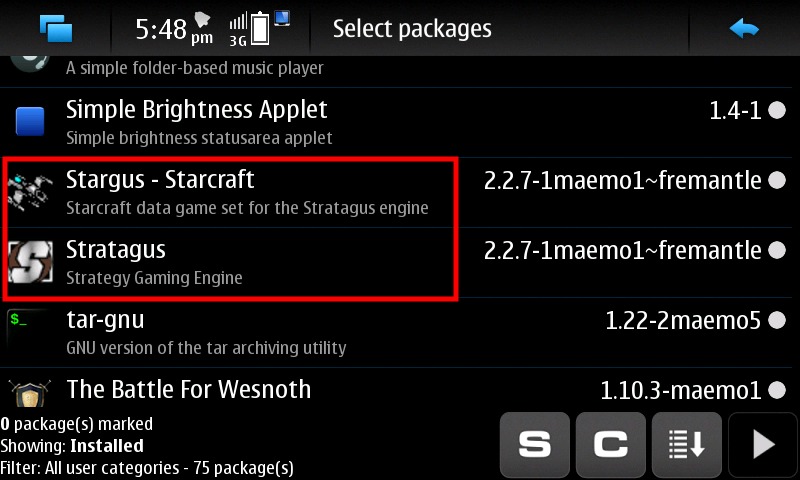 5:48 pm 3G Select packages
A simple folder-based music player
Simple Brightness Applet 1.4-1
Simple brightness statusarea applet
Stargus - Starcraft 2.2.7-1maemo1~fremantle
Starcraft data game set for the Stratagus engine
Stratagus 2.2.7-1maemo1~fremantle
Strategy Gaming Engine
$_ tar-gnu 1.22-2maemo5
GNU version of the tar archiving utility
The Battle For Wesnoth 1.10.3-maemo1
0 package(s) marked
Showing: Installed
Filter: All user categories - 75 package(s)
S C